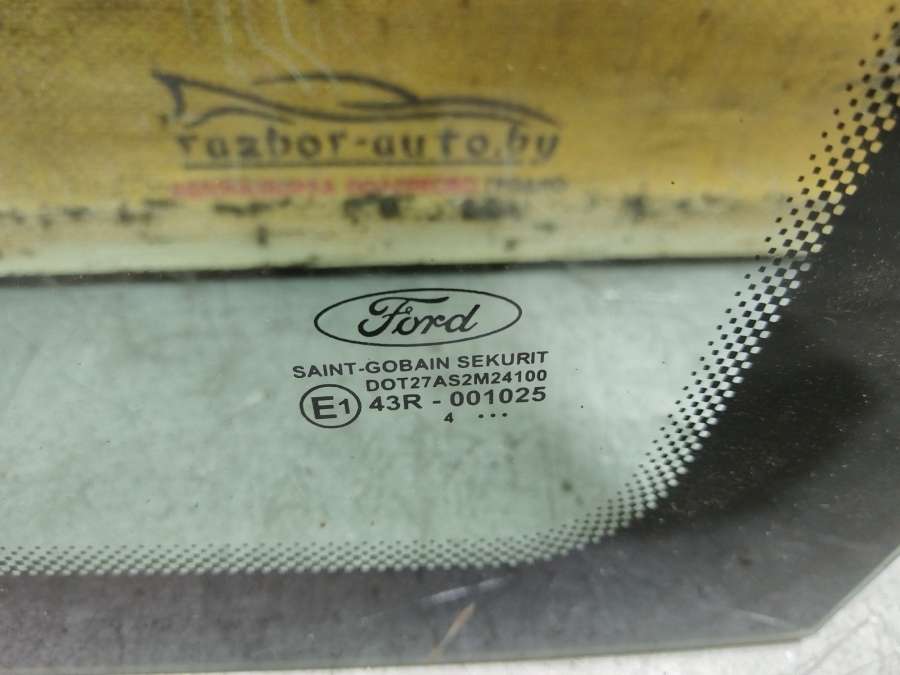 razbor-auto.by
Ford
SAINT-GOBAIN SEKURIT
DOT27AS2M24100
E1 43R - 001025
4 ...